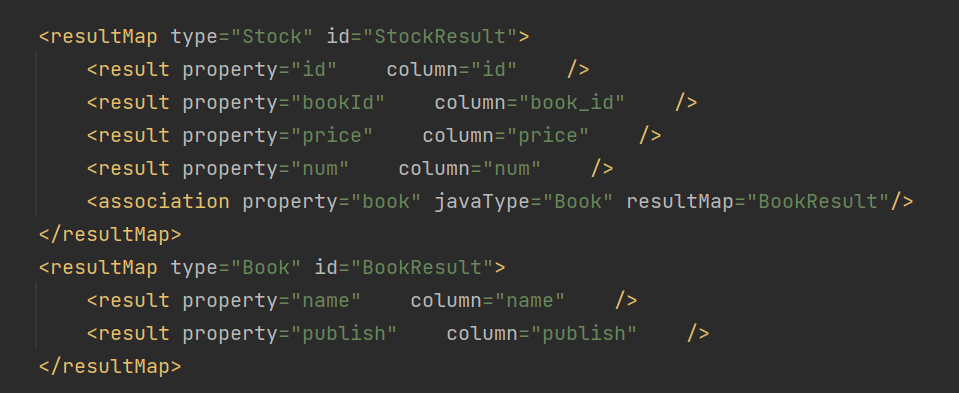 <resultMap type="Stock" id="StockResult">
    <result property="id"    column="id"    />
    <result property="bookId"    column="book_id"    />
    <result property="price"    column="price"    />
    <result property="num"    column="num"    />
    <association property="book" javaType="Book" resultMap="BookResult"/>
</resultMap>
<resultMap type="Book" id="BookResult">
    <result property="name"    column="name"    />
    <result property="publish"    column="publish"    />
</resultMap>